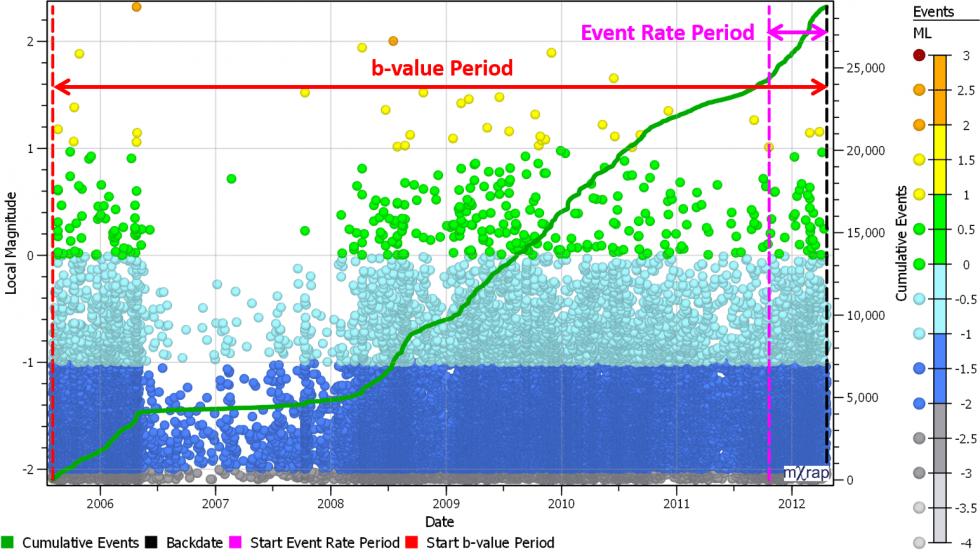 Event Rate Period
b-value Period
Local Magnitude
2
1
0
-1
-2
25,000
20,000
15,000
10,000
5,000
0
Cumulative Events
2006
2007
2008
2009
2010
2011
2012
Date
mXrap
Cumulative Events
Backdate
Start Event Rate Period
Start b-value Period
Events
ML
3
2.5
2
1.5
1
0.5
0
-0.5
-1
-1.5
-2
-2.5
-3
-3.5
-4